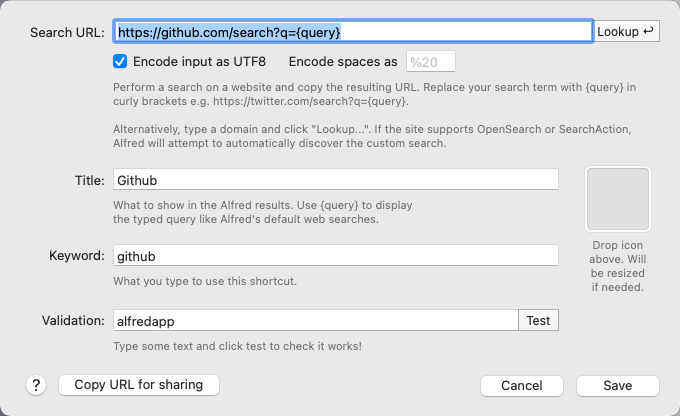 Search URL: https://github.com/search?q={query} Lookup ↩
Encode input as UTF8 Encode spaces as %20
Perform a search on a website and copy the resulting URL. Replace your search term with {query} in
curly brackets e.g. https://twitter.com/search?q={query}.
Alternatively, type a domain and click "Lookup...". If the site supports OpenSearch or SearchAction,
Alfred will attempt to automatically discover the custom search.
Title: Github
What to show in the Alfred results. Use {query} to display
the typed query like Alfred's default web searches.
Drop icon
above. Will
be resized
if needed.
Keyword: github
What you type to use this shortcut.
Validation: alfredapp Test
Type some text and click test to check it works!
? Copy URL for sharing Cancel Save